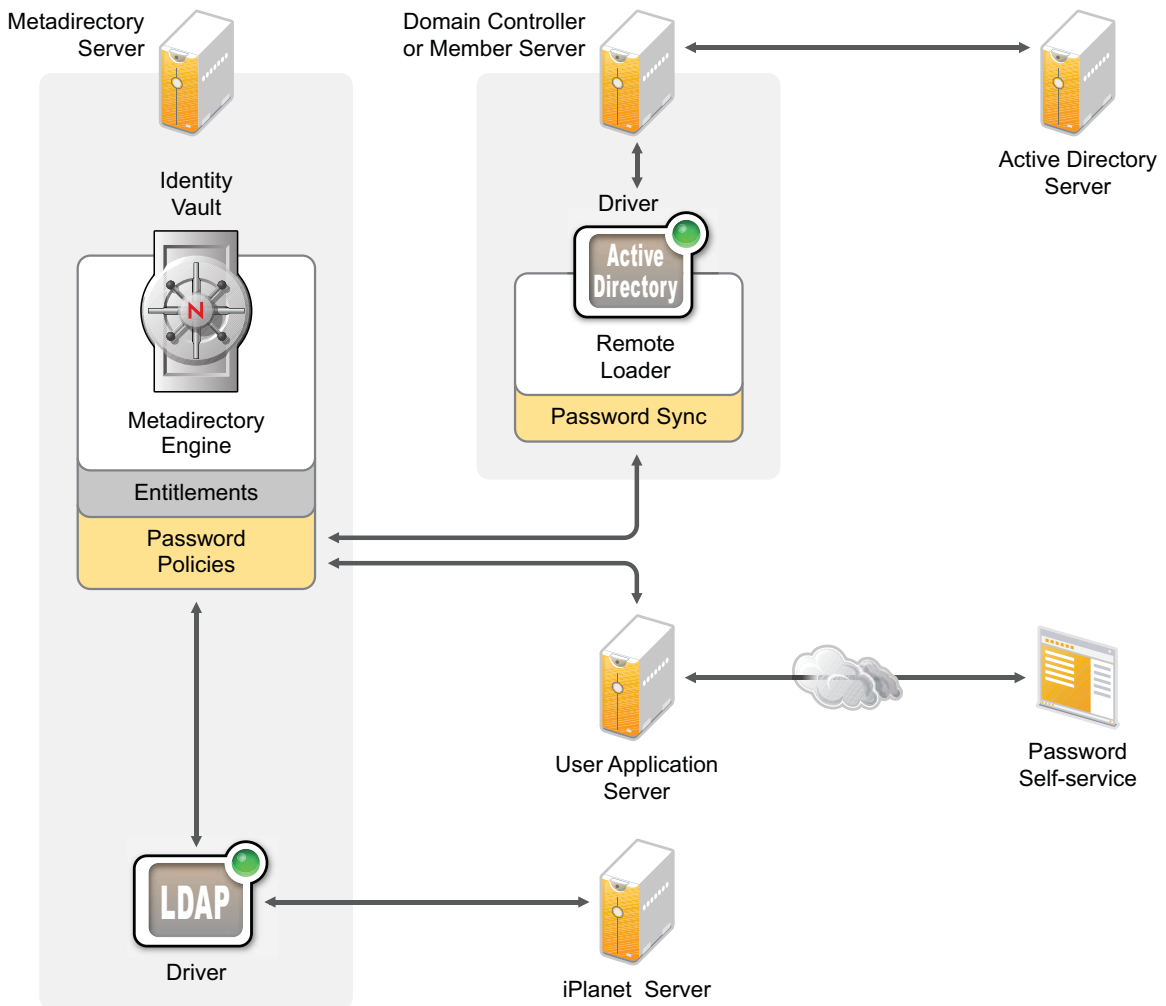 Metadirectory
Server
Domain Controller
or Member Server
Active Directory
Server
Identity
Vault
N
Metadirectory
Engine
Entitlements
Password
Policies
Driver
Active
Directory
Remote
Loader
Password Sync
User Application
Server
Password
Self-service
LDAP
Driver
iPlanet Server